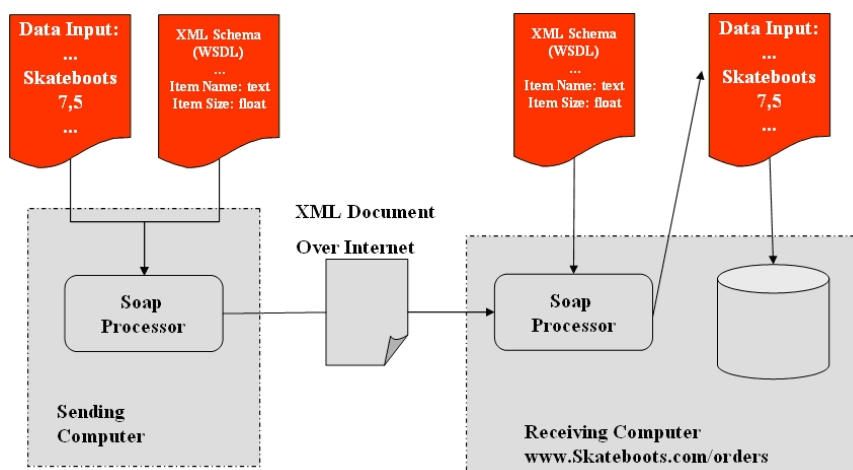 Data Input:
...
Skateboots
7,5
...
XML Schema
(WSDL)
...
Item Name: text
Item Size: float
XML Schema
(WSDL)
...
Item Name: text
Item Size: float
Data Input:
...
Skateboots
7,5
...
XML Document
Over Internet
Soap
Processor
Soap
Processor
Sending
Computer
Receiving Computer
www.Skateboots.com/orders